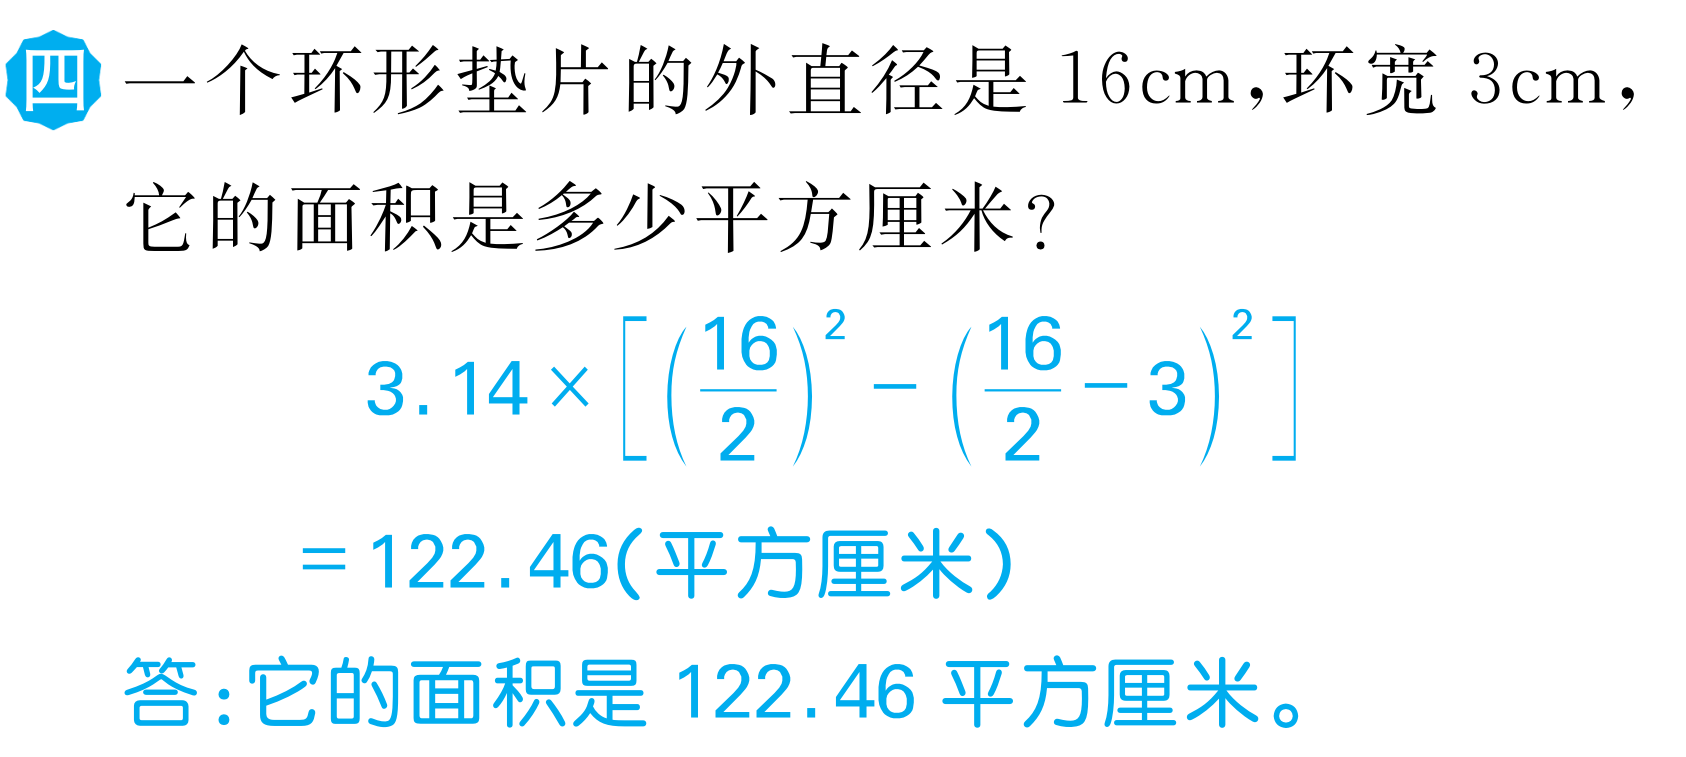 四 一个环形垫片的外直径是 16cm,环宽 3cm,
它的面积是多少平方厘米?
3.14×[(16/2)²-(16/2-3)²]
=122.46(平方厘米)
答:它的面积是 122.46 平方厘米。